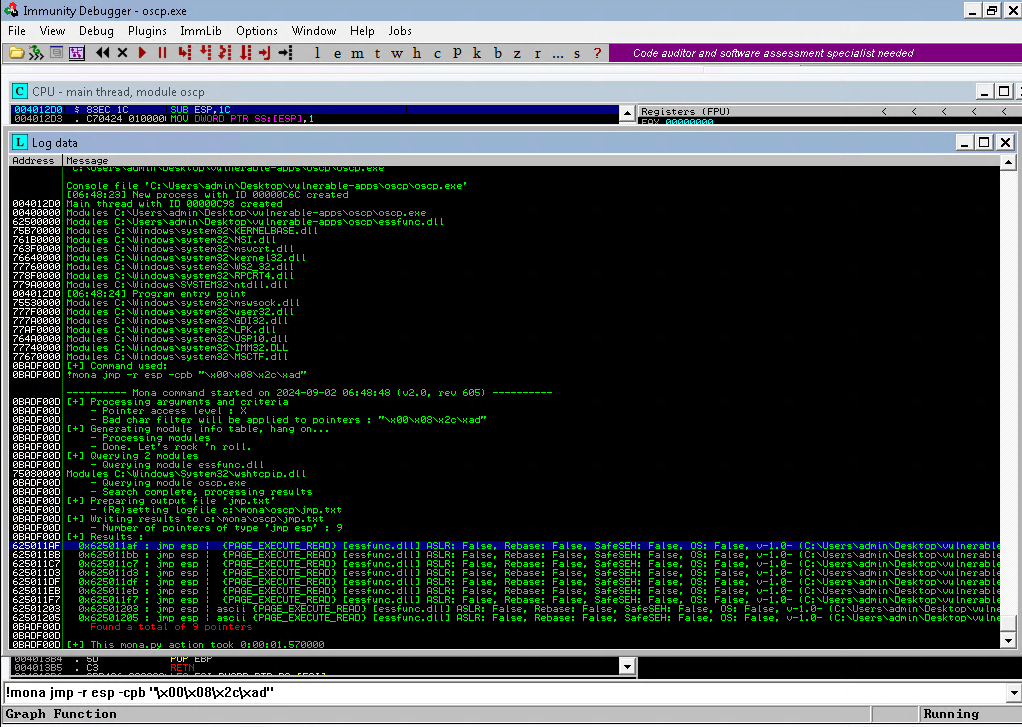 Immunity Debugger - oscp.exe
File View Debug Plugins ImmLib Options Window Help Jobs
l e m t w h c P k b z r ... s ?
Code auditor and software assessment specialist needed
CPU - main thread, module oscp
004012D0 $ 83EC 1C SUB ESP,1C
Registers (FPU) < < < < <
004012D3 . C70424 010000 MOV DWORD PTR SS:[ESP],1
EAX 00000000
Log data
Address Message
'C:\Users\admin\Desktop\vulnerable-apps\oscp\oscp.exe'
Console file 'C:\Users\admin\Desktop\vulnerable-apps\oscp\oscp.exe'
[06:48:23] New process with ID 00000C6C created
004012D0 Main thread with ID 00000C98 created
00400000 Modules C:\Users\admin\Desktop\vulnerable-apps\oscp\oscp.exe
62500000 Modules C:\Users\admin\Desktop\vulnerable-apps\oscp\essfunc.dll
75B70000 Modules C:\Windows\system32\KERNELBASE.dll
761B0000 Modules C:\Windows\system32\NSI.dll
763F0000 Modules C:\Windows\system32\msvcrt.dll
76640000 Modules C:\Windows\system32\kernel32.dll
77760000 Modules C:\Windows\system32\WS2_32.dll
778F0000 Modules C:\Windows\system32\RPCRT4.dll
779A0000 Modules C:\Windows\SYSTEM32\ntdll.dll
004012D0 [06:48:24] Program entry point
75530000 Modules C:\Windows\system32\mswsock.dll
777F0000 Modules C:\Windows\system32\user32.dll
777A0000 Modules C:\Windows\system32\GDI32.dll
77AF0000 Modules C:\Windows\system32\LPK.dll
764A0000 Modules C:\Windows\system32\USP10.dll
77740000 Modules C:\Windows\system32\IMM32.DLL
77670000 Modules C:\Windows\system32\MSCTF.dll
0BADF00D [+] Command used:
0BADF00D !mona jmp -r esp -cpb "\x00\x08\x2c\xad"
---------- Mona command started on 2024-09-02 06:48:48 (v2.0, rev 605) ----------
0BADF00D [+] Processing arguments and criteria
0BADF00D - Pointer access level : X
0BADF00D - Bad char filter will be applied to pointers : "\x00\x08\x2c\xad"
0BADF00D [+] Generating module info table, hang on...
0BADF00D - Processing modules
0BADF00D - Done. Let's rock 'n roll.
0BADF00D [+] Querying 2 modules
0BADF00D - Querying module essfunc.dll
75080000 Modules C:\Windows\System32\wshtcpip.dll
0BADF00D - Querying module oscp.exe
0BADF00D - Search complete, processing results
0BADF00D [+] Preparing output file 'jmp.txt'
0BADF00D - (Re)setting logfile c:\mona\oscp\jmp.txt
0BADF00D [+] Writing results to c:\mona\oscp\jmp.txt
0BADF00D - Number of pointers of type 'jmp esp' : 9
0BADF00D [+] Results :
625011AF 0x625011af : jmp esp | {PAGE_EXECUTE_READ} [essfunc.dll] ASLR: False, Rebase: False, SafeSEH: False, OS: False, v-1.0- (C:\Users\admin\Desktop\vulnerable
625011BB 0x625011bb : jmp esp | {PAGE_EXECUTE_READ} [essfunc.dll] ASLR: False, Rebase: False, SafeSEH: False, OS: False, v-1.0- (C:\Users\admin\Desktop\vulnerable
625011C7 0x625011c7 : jmp esp | {PAGE_EXECUTE_READ} [essfunc.dll] ASLR: False, Rebase: False, SafeSEH: False, OS: False, v-1.0- (C:\Users\admin\Desktop\vulnerable
625011D3 0x625011d3 : jmp esp | {PAGE_EXECUTE_READ} [essfunc.dll] ASLR: False, Rebase: False, SafeSEH: False, OS: False, v-1.0- (C:\Users\admin\Desktop\vulnerable
625011DF 0x625011df : jmp esp | {PAGE_EXECUTE_READ} [essfunc.dll] ASLR: False, Rebase: False, SafeSEH: False, OS: False, v-1.0- (C:\Users\admin\Desktop\vulnerable
625011EB 0x625011eb : jmp esp | {PAGE_EXECUTE_READ} [essfunc.dll] ASLR: False, Rebase: False, SafeSEH: False, OS: False, v-1.0- (C:\Users\admin\Desktop\vulnerable
625011F7 0x625011f7 : jmp esp | {PAGE_EXECUTE_READ} [essfunc.dll] ASLR: False, Rebase: False, SafeSEH: False, OS: False, v-1.0- (C:\Users\admin\Desktop\vulnerable
62501203 0x62501203 : jmp esp | ascii {PAGE_EXECUTE_READ} [essfunc.dll] ASLR: False, Rebase: False, SafeSEH: False, OS: False, v-1.0- (C:\Users\admin\Desktop\vulne
62501205 0x62501205 : jmp esp | ascii {PAGE_EXECUTE_READ} [essfunc.dll] ASLR: False, Rebase: False, SafeSEH: False, OS: False, v-1.0- (C:\Users\admin\Desktop\vulne
0BADF00D Found a total of 9 pointers
0BADF00D
0BADF00D [+] This mona.py action took 0:00:01.570000
004013B4 . 5D POP EBP
004013B5 . C3 RETN
!mona jmp -r esp -cpb "\x00\x08\x2c\xad"
Graph Function
Running